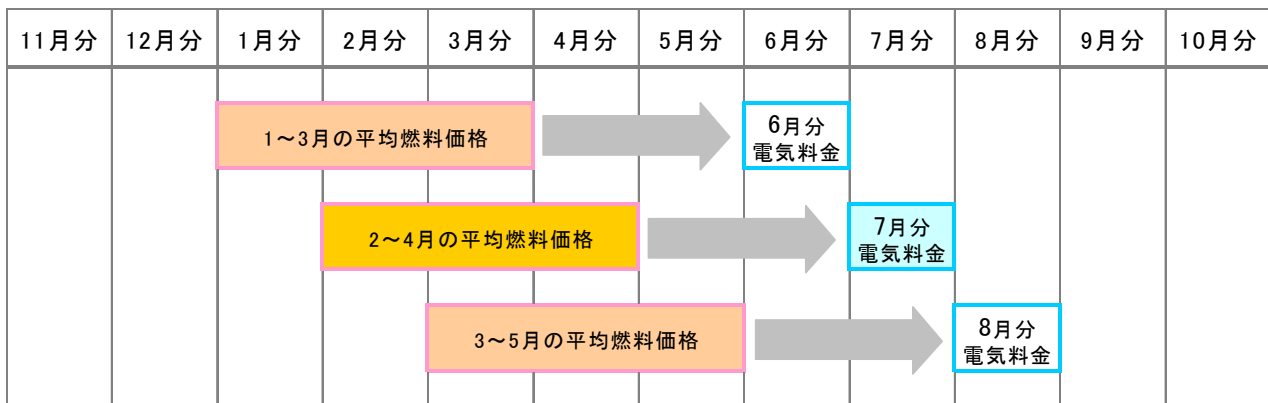 11月分 12月分 1月分 2月分 3月分 4月分 5月分 6月分 7月分 8月分 9月分 10月分
1～3月の平均燃料価格
6月分
電気料金
2～4月の平均燃料価格
7月分
電気料金
3～5月の平均燃料価格
8月分
電気料金